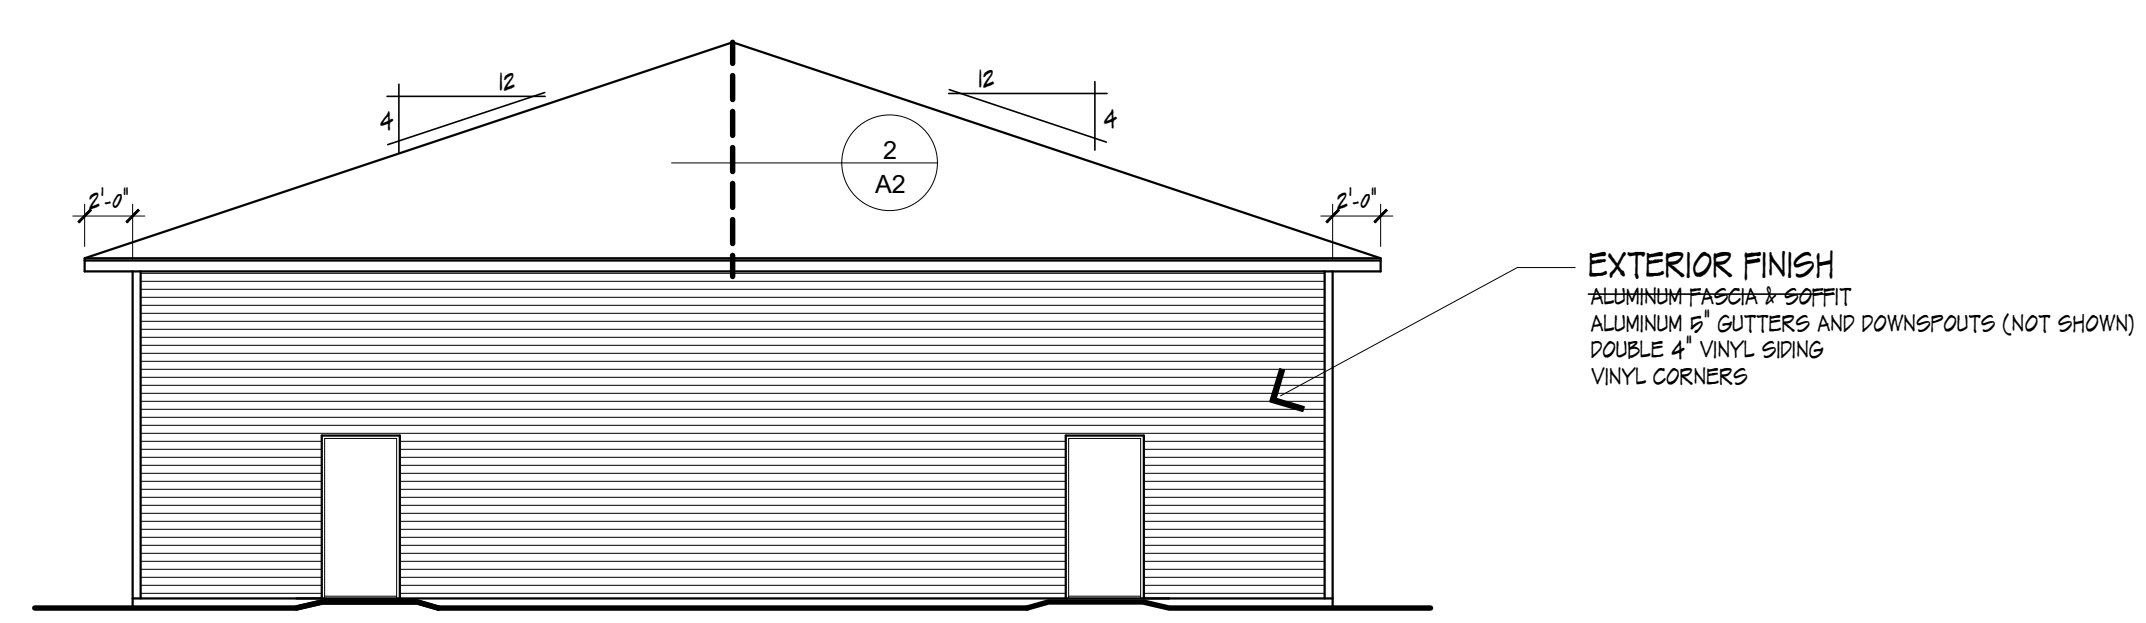 12
12
4
4
2
A2
2'-0"
2'-0"
EXTERIOR FINISH
ALUMINUM FASCIA & SOFFIT
ALUMINUM 5" GUTTERS AND DOWNSPOUTS (NOT SHOWN)
DOUBLE 4" VINYL SIDING
VINYL CORNERS